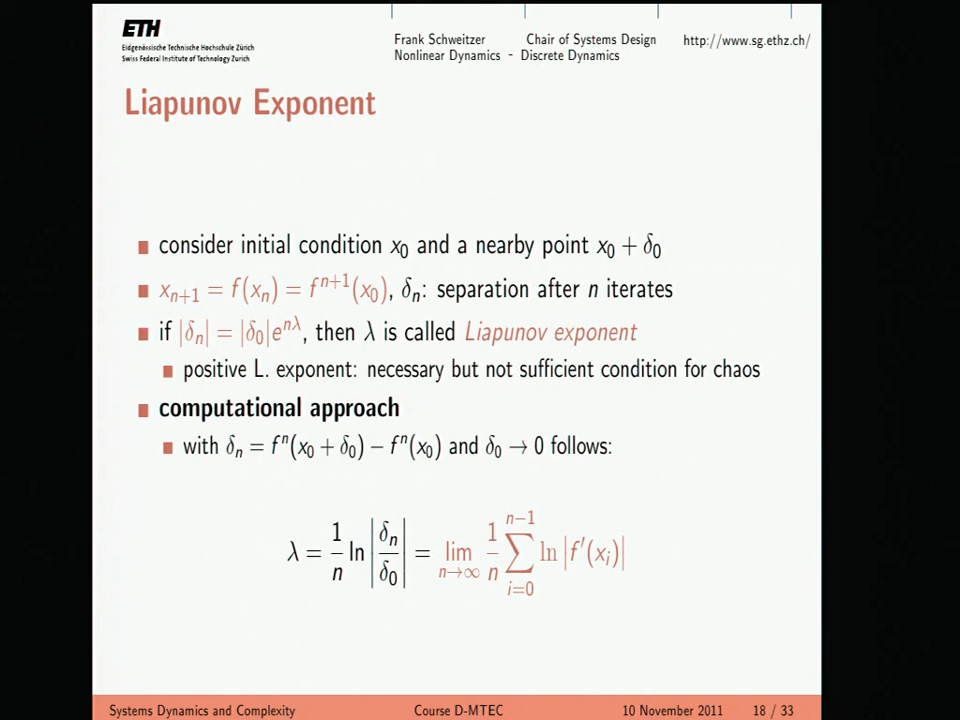 ETH
Eidgenössische Technische Hochschule Zürich
Swiss Federal Institute of Technology Zurich
Frank Schweitzer Chair of Systems Design http://www.sg.ethz.ch/
Nonlinear Dynamics - Discrete Dynamics
Liapunov Exponent
consider initial condition x₀ and a nearby point x₀ + δ₀
xₙ₊₁ = f(xₙ) = fⁿ⁺¹(x₀), δₙ: separation after n iterates
if |δₙ| = |δ₀|e^{nλ}, then λ is called Liapunov exponent
positive L. exponent: necessary but not sufficient condition for chaos
computational approach
with δₙ = fⁿ(x₀ + δ₀) − fⁿ(x₀) and δ₀ → 0 follows:
λ = 1/n ln |δₙ/δ₀| = lim_{n→∞} 1/n ∑_{i=0}^{n−1} ln |f′(x_i)|
Systems Dynamics and Complexity Course D-MTEC 10 November 2011 18 / 33